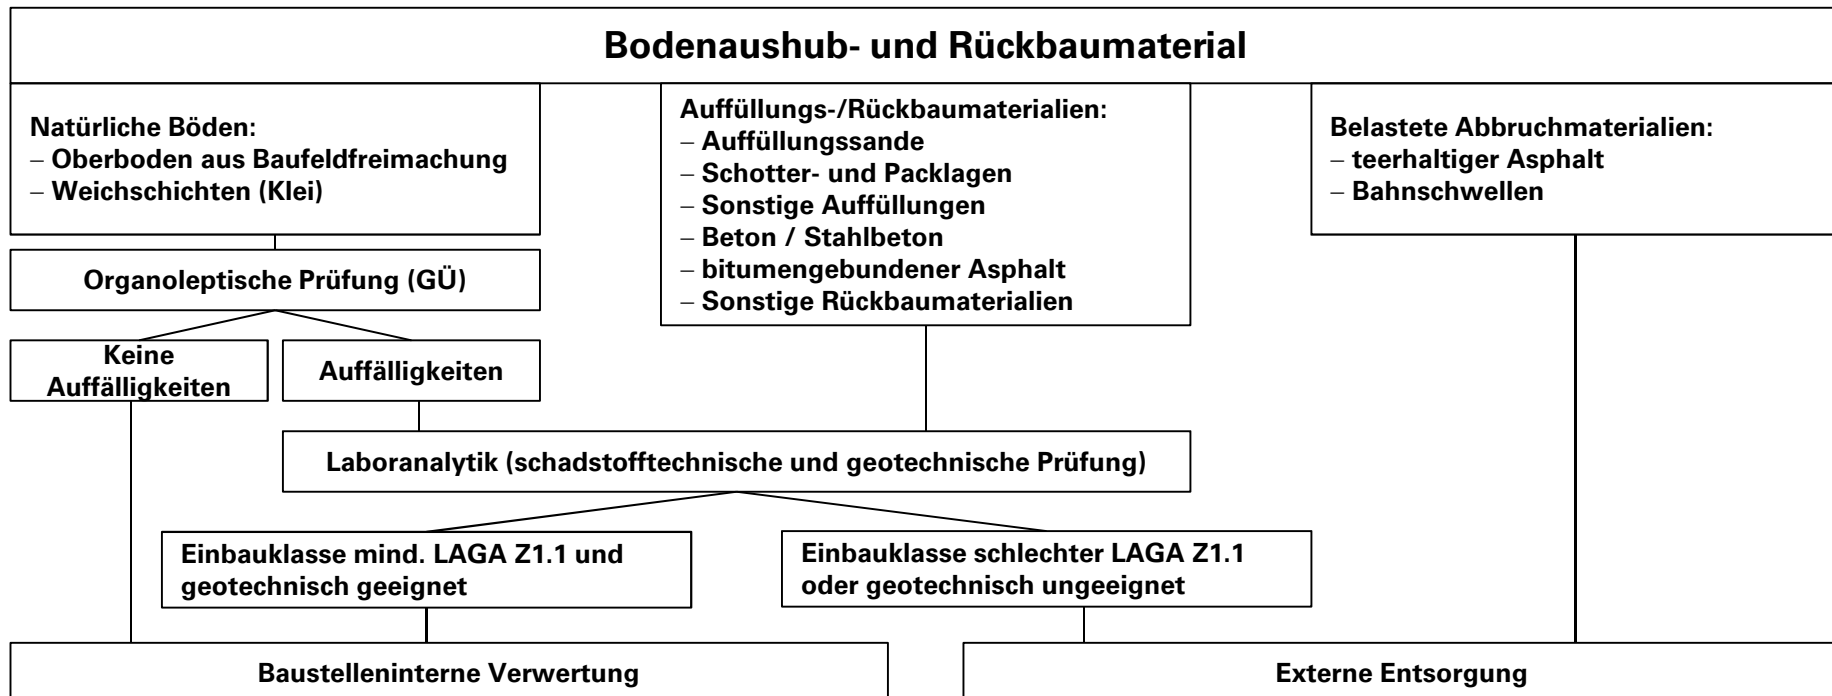 Bodenaushub- und Rückbaumaterial
Natürliche Böden:
– Oberboden aus Baufeldfreimachung
– Weichschichten (Klei)
Auffüllungs-/Rückbaumaterialien:
– Auffüllungssande
– Schotter- und Packlagen
– Sonstige Auffüllungen
– Beton / Stahlbeton
– bitumengebundener Asphalt
– Sonstige Rückbaumaterialien
Belastete Abbruchmaterialien:
– teerhaltiger Asphalt
– Bahnschwellen
Organoleptische Prüfung (GÜ)
Keine
Auffälligkeiten
Auffälligkeiten
Laboranalytik (schadstofftechnische und geotechnische Prüfung)
Einbauklasse mind. LAGA Z1.1 und
geotechnisch geeignet
Einbauklasse schlechter LAGA Z1.1
oder geotechnisch ungeeignet
Baustelleninterne Verwertung
Externe Entsorgung